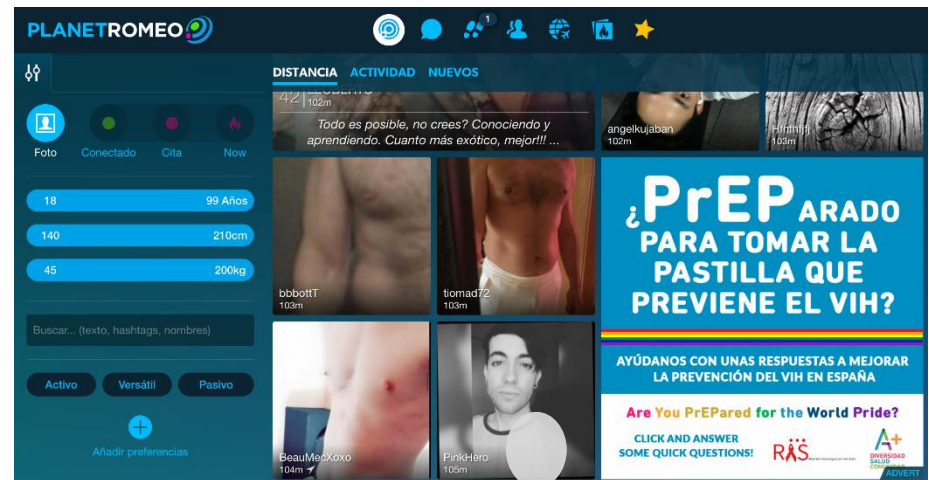 PLANETROMEO
1
DISTANCIA ACTIVIDAD NUEVOS
Foto Conectado Cita Now
18 99 Años
140 210cm
45 200kg
Buscar... (texto, hashtags, nombres)
Activo Versátil Pasivo
Añadir preferencias
42
102m
Todo es posible, no crees? Conociendo y
aprendiendo. Cuanto más exótico, mejor!!! ...
angelkujaban
102m
103m
bbbottT
103m
tiomad72
103m
BeauMecXoxo
104m
PinkHero
105m
¿PrEPARADO
PARA TOMAR LA
PASTILLA QUE
PREVIENE EL VIH?
AYÚDANOS CON UNAS RESPUESTAS A MEJORAR
LA PREVENCIÓN DEL VIH EN ESPAÑA
Are You PrEPared for the World Pride?
CLICK AND ANSWER
SOME QUICK QUESTIONS!
RIS
A+
DIVERSIDAD
SALUD
ADVERT